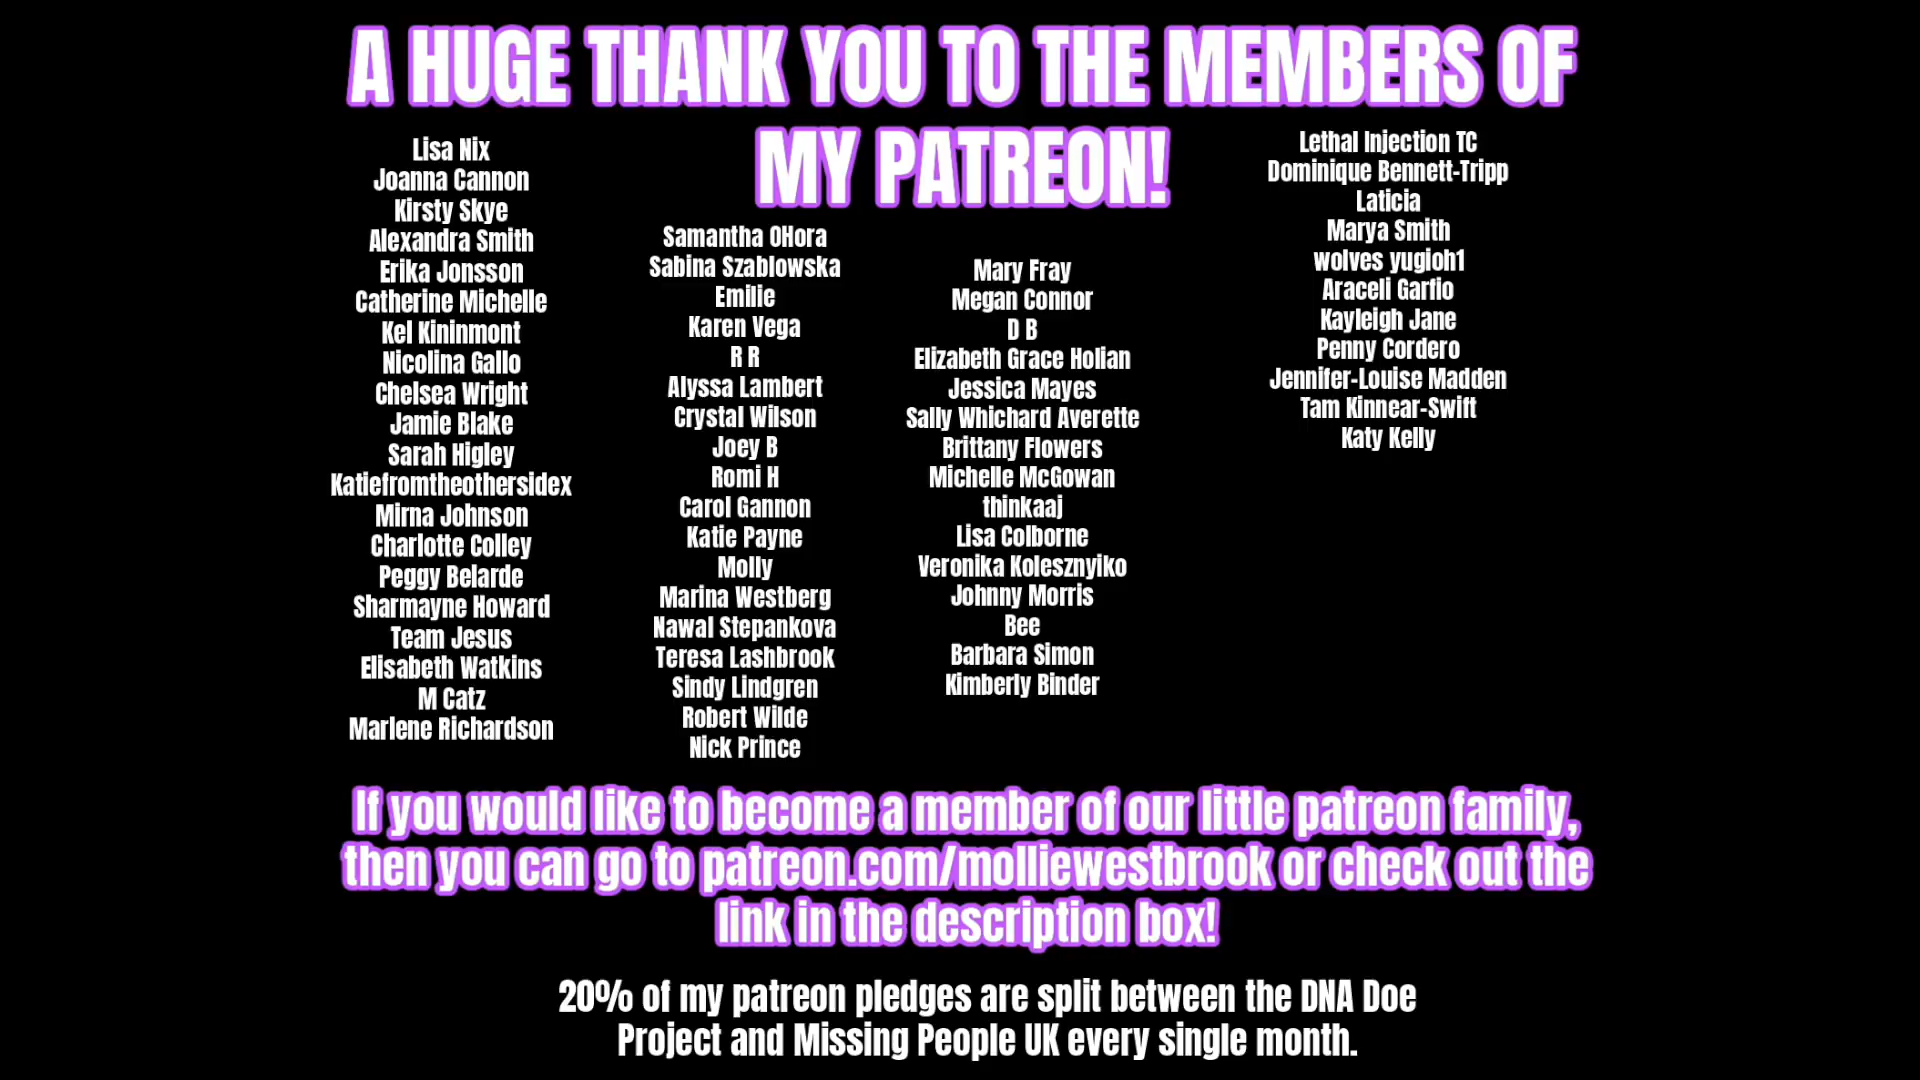 A HUGE THANK YOU TO THE MEMBERS OF
MY PATREON!
Lisa Nix
Joanna Cannon
Kirsty Skye
Alexandra Smith
Erika Jonsson
Catherine Michelle
Kel Kininmont
Nicolina Gallo
Chelsea Wright
Jamie Blake
Sarah Higley
Katiefromtheothersidex
Mirna Johnson
Charlotte Colley
Peggy Belarde
Sharmayne Howard
Team Jesus
Elisabeth Watkins
M Catz
Marlene Richardson
Samantha OHora
Sabina Szablowska
Emilie
Karen Vega
R R
Alyssa Lambert
Crystal Wilson
Joey B
Romi H
Carol Gannon
Katie Payne
Molly
Marina Westberg
Nawal Stepankova
Teresa Lashbrook
Sindy Lindgren
Robert Wilde
Nick Prince
Mary Fray
Megan Connor
D B
Elizabeth Grace Holian
Jessica Mayes
Sally Whichard Averette
Brittany Flowers
Michelle McGowan
thinkaaj
Lisa Colborne
Veronika Kolesznyiko
Johnny Morris
Bee
Barbara Simon
Kimberly Binder
Lethal Injection TC
Dominique Bennett-Tripp
Laticia
Marya Smith
wolves yugioh1
Araceli Garfio
Kayleigh Jane
Penny Cordero
Jennifer-Louise Madden
Tam Kinnear-Swift
Katy Kelly
If you would like to become a member of our little patreon family,
then you can go to patreon.com/molliewestbrook or check out the
link in the description box!
20% of my patreon pledges are split between the DNA Doe
Project and Missing People UK every single month.